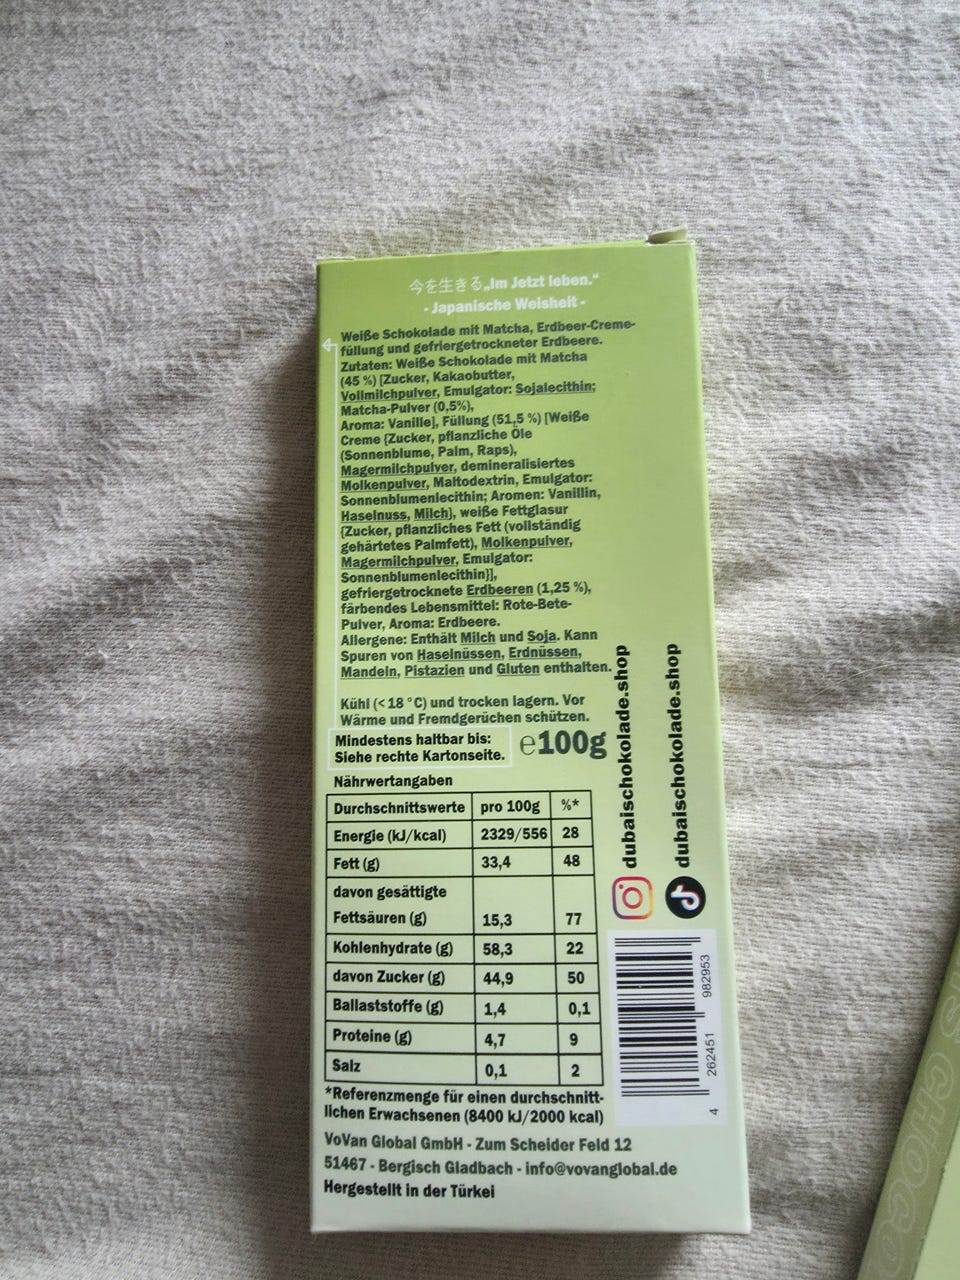 今を生きる„Im Jetzt leben.“
- Japanische Weisheit -
Weiße Schokolade mit Matcha, Erdbeer-Creme-
füllung und gefriergetrockneter Erdbeere.
Zutaten: Weiße Schokolade mit Matcha
(45 %) [Zucker, Kakaobutter,
Vollmilchpulver, Emulgator: Sojalecithin;
Matcha-Pulver (0,5%),
Aroma: Vanille], Füllung (51,5 %) [Weiße
Creme {Zucker, pflanzliche Öle
(Sonnenblume, Palm, Raps),
Magermilchpulver, demineralisiertes
Molkenpulver, Maltodextrin, Emulgator:
Sonnenblumenlecithin; Aromen: Vanillin,
Haselnuss, Milch}, weiße Fettglasur
{Zucker, pflanzliches Fett (vollständig
gehärtetes Palmfett), Molkenpulver,
Magermilchpulver, Emulgator:
Sonnenblumenlecithin}],
gefriergetrocknete Erdbeeren (1,25 %),
färbendes Lebensmittel: Rote-Bete-
Pulver, Aroma: Erdbeere.
Allergene: Enthält Milch und Soja. Kann
Spuren von Haselnüssen, Erdnüssen,
Mandeln, Pistazien und Gluten enthalten.
Kühl (< 18 °C) und trocken lagern. Vor
Wärme und Fremdgerüchen schützen.
Mindestens haltbar bis:
Siehe rechte Kartonseite.
℮100g
dubaischokolade.shop
dubaischokolade.shop
Nährwertangaben
Durchschnittswerte pro 100g %*
Energie (kJ/kcal) 2329/556 28
Fett (g) 33,4 48
davon gesättigte
Fettsäuren (g) 15,3 77
Kohlenhydrate (g) 58,3 22
davon Zucker (g) 44,9 50
Ballaststoffe (g) 1,4 0,1
Proteine (g) 4,7 9
Salz 0,1 2
*Referenzmenge für einen durchschnitt-
lichen Erwachsenen (8400 kJ/2000 kcal)
4 262451 982953
VoVan Global GmbH - Zum Scheider Feld 12
51467 - Bergisch Gladbach - info@vovanglobal.de
Hergestellt in der Türkei
CHOCO